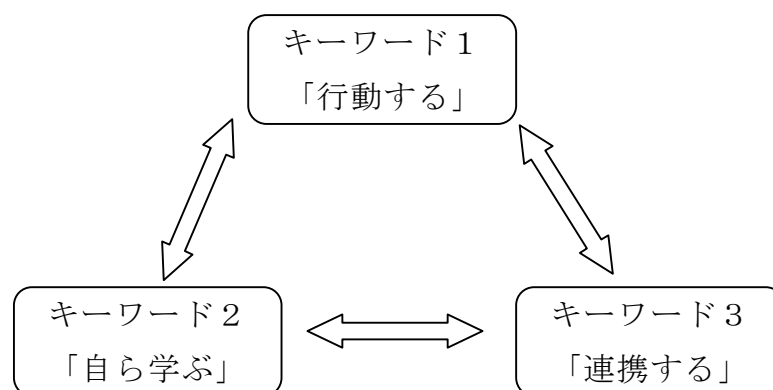 キーワード１
「行動する」
キーワード２
「自ら学ぶ」
キーワード３
「連携する」